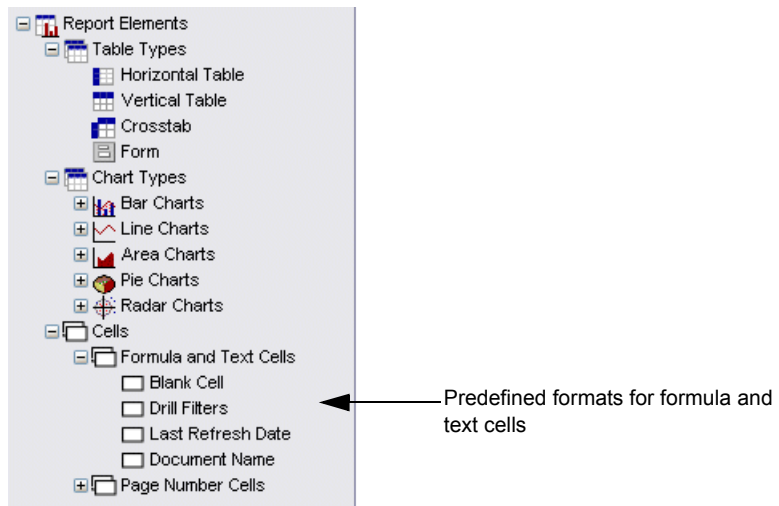 Report Elements
Table Types
Horizontal Table
Vertical Table
Crosstab
Form
Chart Types
Bar Charts
Line Charts
Area Charts
Pie Charts
Radar Charts
Cells
Formula and Text Cells
Blank Cell
Drill Filters
Last Refresh Date
Document Name
Page Number Cells
Predefined formats for formula and
text cells